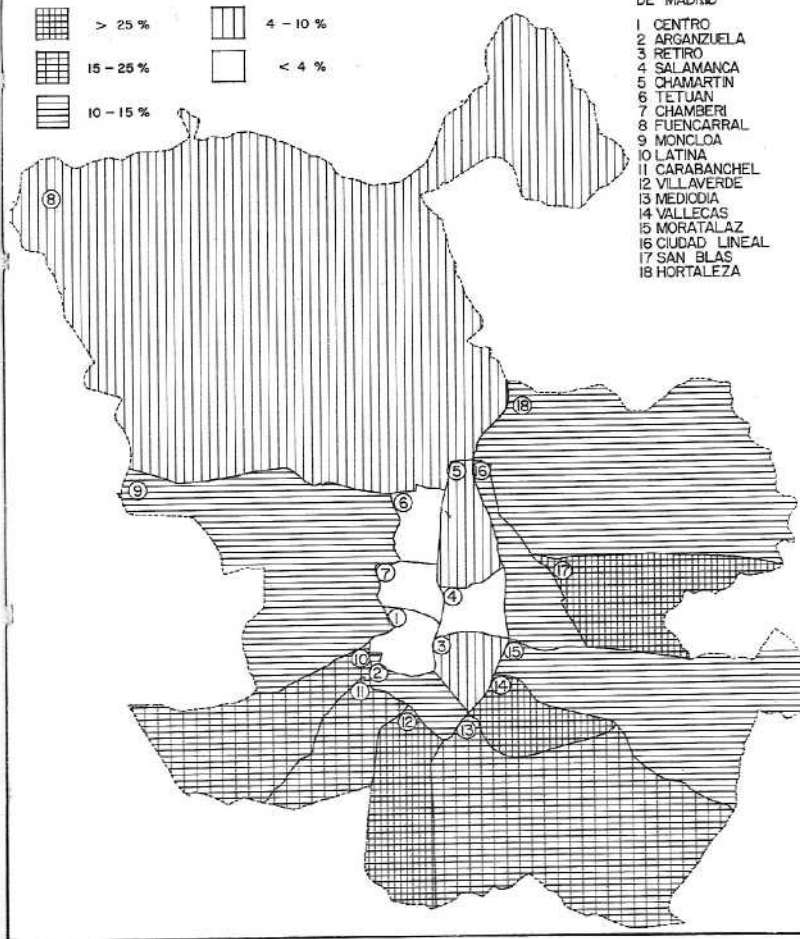 > 25 %
15 - 25 %
10 - 15 %
4 - 10 %
< 4 %
DE MADRID
1 CENTRO
2 ARGANZUELA
3 RETIRO
4 SALAMANCA
5 CHAMARTIN
6 TETUAN
7 CHAMBERI
8 FUENCARRAL
9 MONCLOA
10 LATINA
11 CARABANCHEL
12 VILLAVERDE
13 MEDIODIA
14 VALLECAS
15 MORATALAZ
16 CIUDAD LINEAL
17 SAN BLAS
18 HORTALEZA
8
18
5
16
9
6
17
7
4
1
3
15
10
2
14
11
12
13